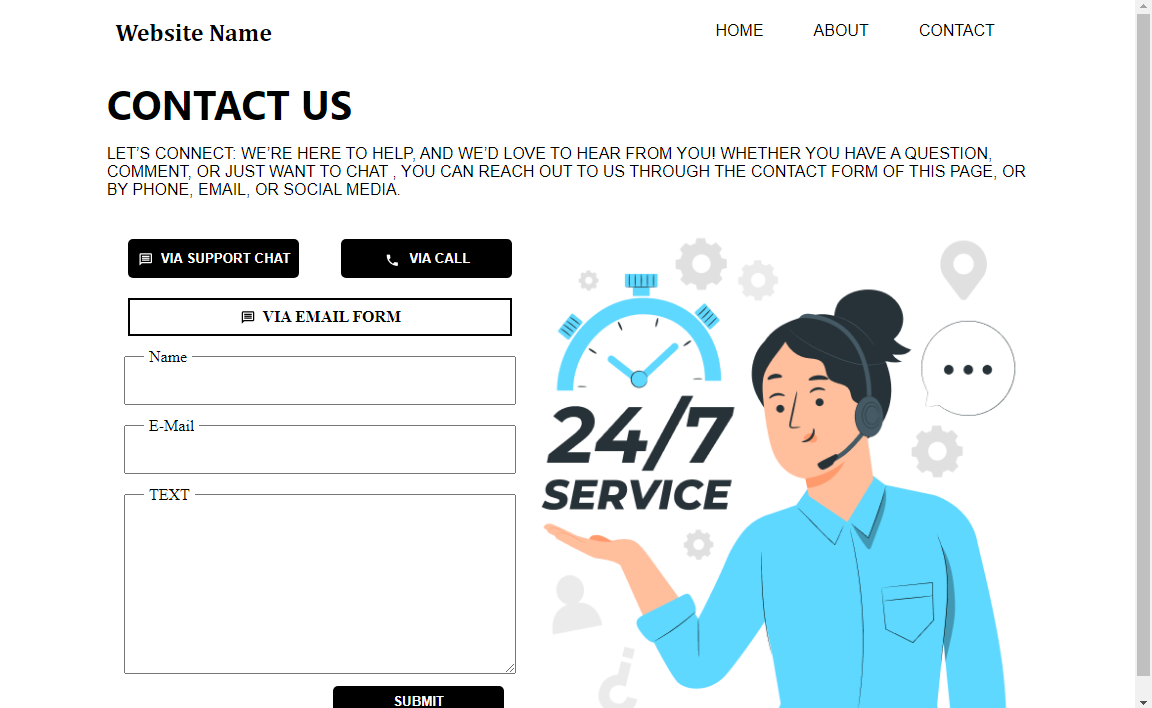 Website Name
HOME ABOUT CONTACT
CONTACT US
LET’S CONNECT: WE’RE HERE TO HELP, AND WE’D LOVE TO HEAR FROM YOU! WHETHER YOU HAVE A QUESTION,
COMMENT, OR JUST WANT TO CHAT , YOU CAN REACH OUT TO US THROUGH THE CONTACT FORM OF THIS PAGE, OR
BY PHONE, EMAIL, OR SOCIAL MEDIA.
VIA SUPPORT CHAT
VIA CALL
VIA EMAIL FORM
Name
E-Mail
TEXT
SUBMIT
24/7
SERVICE